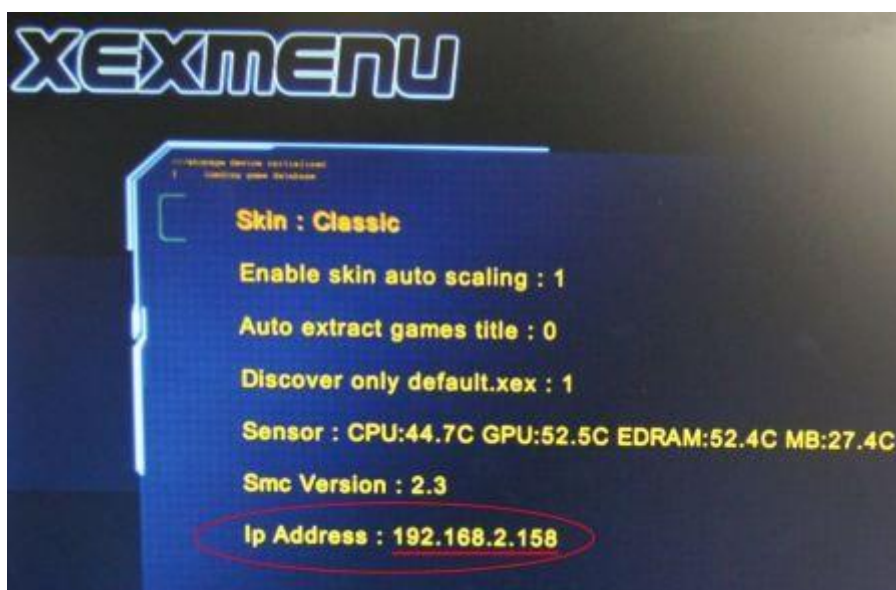 XEXMENU
Skin : Classic
Enable skin auto scaling : 1
Auto extract games title : 0
Discover only default.xex : 1
Sensor : CPU:44.7C GPU:52.5C EDRAM:52.4C MB:27.4C
Smc Version : 2.3
Ip Address : 192.168.2.158